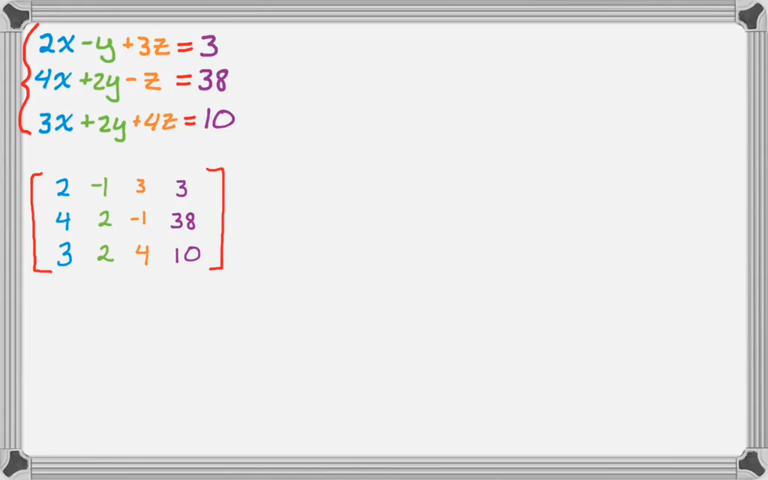 2x - y + 3z = 3
4x + 2y - z = 38
3x + 2y + 4z = 10
2 -1 3 3
4 2 -1 38
3 2 4 10